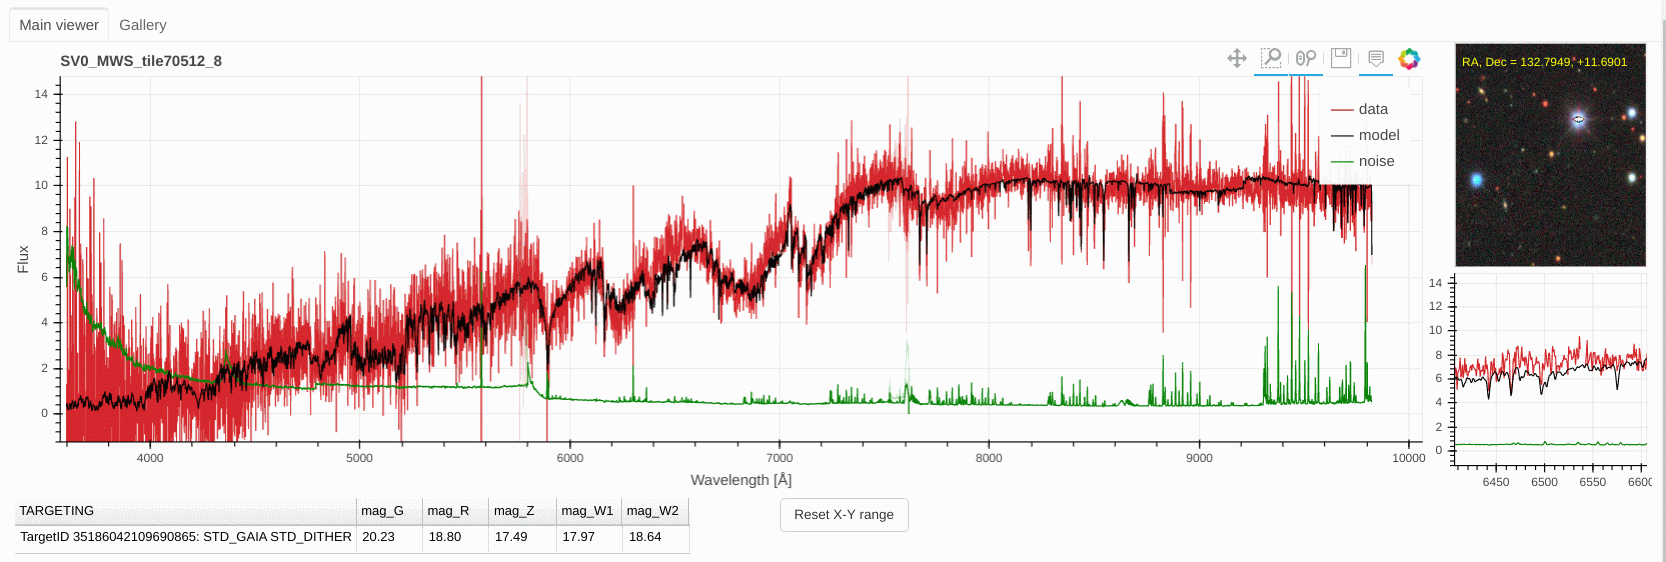 Main viewer Gallery
SV0_MWS_tile70512_8
RA, Dec = 132.7949, +11.6901
data
model
noise
Flux
14
12
10
8
6
4
2
0
4000 5000 6000 7000 8000 9000 10000
Wavelength [Å]
14
12
10
8
6
4
2
0
6450 6500 6550 6600
TARGETING mag_G mag_R mag_Z mag_W1 mag_W2
TargetID 35186042109690865: STD_GAIA STD_DITHER 20.23 18.80 17.49 17.97 18.64
Reset X-Y range